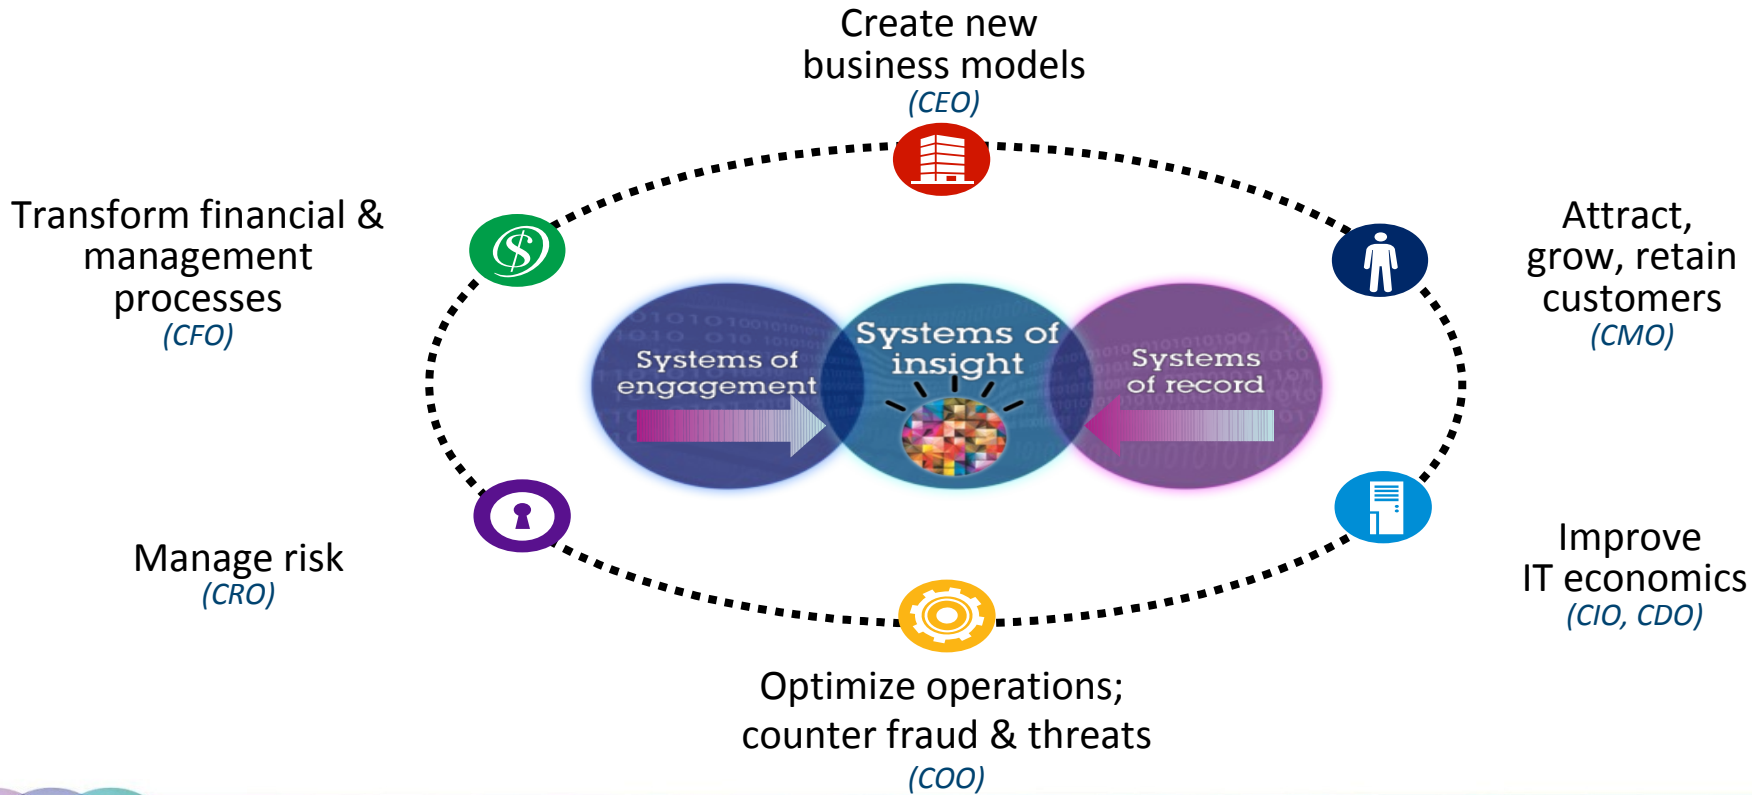 Create new
business models
(CEO)
Transform financial &
management
processes
(CFO)
Attract,
grow, retain
customers
(CMO)
Systems of
engagement
Systems of
insight
Systems
of record
Manage risk
(CRO)
Improve
IT economics
(CIO, CDO)
Optimize operations;
counter fraud & threats
(COO)